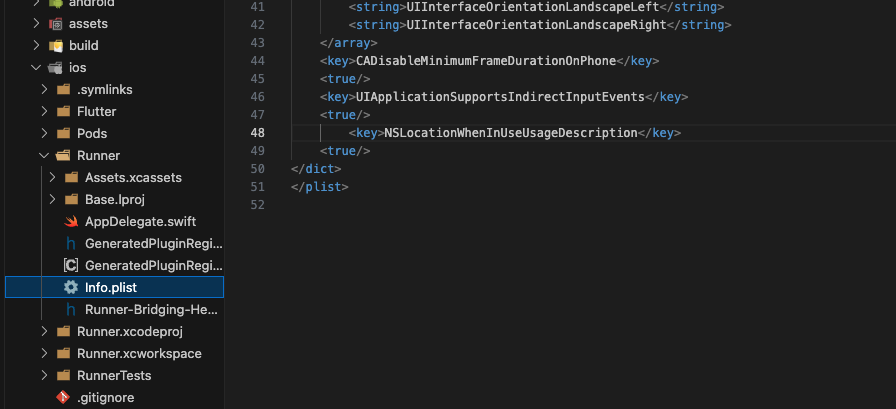 android
assets
build
ios
.symlinks
Flutter
Pods
Runner
Assets.xcassets
Base.lproj
AppDelegate.swift
h GeneratedPluginRegi...
[C] GeneratedPluginRegi...
Info.plist
h Runner-Bridging-He...
Runner.xcodeproj
Runner.xcworkspace
RunnerTests
.gitignore
41 <string>UIInterfaceOrientationLandscapeLeft</string>
42 <string>UIInterfaceOrientationLandscapeRight</string>
43 </array>
44 <key>CADisableMinimumFrameDurationOnPhone</key>
45 <true/>
46 <key>UIApplicationSupportsIndirectInputEvents</key>
47 <true/>
48 <key>NSLocationWhenInUseUsageDescription</key>
49 <true/>
50 </dict>
51 </plist>
52